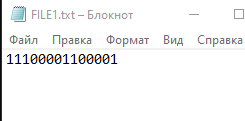 FILE1.txt – Блокнот
Файл Правка Формат Вид Справка
11100001100001